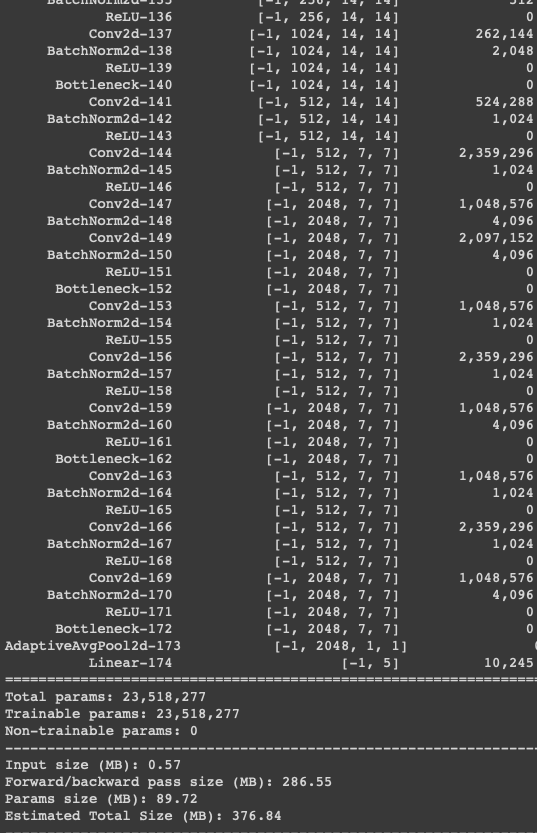 BatchNorm2d-135 [-1, 256, 14, 14] 512
ReLU-136 [-1, 256, 14, 14] 0
Conv2d-137 [-1, 1024, 14, 14] 262,144
BatchNorm2d-138 [-1, 1024, 14, 14] 2,048
ReLU-139 [-1, 1024, 14, 14] 0
Bottleneck-140 [-1, 1024, 14, 14] 0
Conv2d-141 [-1, 512, 14, 14] 524,288
BatchNorm2d-142 [-1, 512, 14, 14] 1,024
ReLU-143 [-1, 512, 14, 14] 0
Conv2d-144 [-1, 512, 7, 7] 2,359,296
BatchNorm2d-145 [-1, 512, 7, 7] 1,024
ReLU-146 [-1, 512, 7, 7] 0
Conv2d-147 [-1, 2048, 7, 7] 1,048,576
BatchNorm2d-148 [-1, 2048, 7, 7] 4,096
Conv2d-149 [-1, 2048, 7, 7] 2,097,152
BatchNorm2d-150 [-1, 2048, 7, 7] 4,096
ReLU-151 [-1, 2048, 7, 7] 0
Bottleneck-152 [-1, 2048, 7, 7] 0
Conv2d-153 [-1, 512, 7, 7] 1,048,576
BatchNorm2d-154 [-1, 512, 7, 7] 1,024
ReLU-155 [-1, 512, 7, 7] 0
Conv2d-156 [-1, 512, 7, 7] 2,359,296
BatchNorm2d-157 [-1, 512, 7, 7] 1,024
ReLU-158 [-1, 512, 7, 7] 0
Conv2d-159 [-1, 2048, 7, 7] 1,048,576
BatchNorm2d-160 [-1, 2048, 7, 7] 4,096
ReLU-161 [-1, 2048, 7, 7] 0
Bottleneck-162 [-1, 2048, 7, 7] 0
Conv2d-163 [-1, 512, 7, 7] 1,048,576
BatchNorm2d-164 [-1, 512, 7, 7] 1,024
ReLU-165 [-1, 512, 7, 7] 0
Conv2d-166 [-1, 512, 7, 7] 2,359,296
BatchNorm2d-167 [-1, 512, 7, 7] 1,024
ReLU-168 [-1, 512, 7, 7] 0
Conv2d-169 [-1, 2048, 7, 7] 1,048,576
BatchNorm2d-170 [-1, 2048, 7, 7] 4,096
ReLU-171 [-1, 2048, 7, 7] 0
Bottleneck-172 [-1, 2048, 7, 7] 0
AdaptiveAvgPool2d-173 [-1, 2048, 1, 1] 0
Linear-174 [-1, 5] 10,245
================================================================
Total params: 23,518,277
Trainable params: 23,518,277
Non-trainable params: 0
----------------------------------------------------------------
Input size (MB): 0.57
Forward/backward pass size (MB): 286.55
Params size (MB): 89.72
Estimated Total Size (MB): 376.84
----------------------------------------------------------------